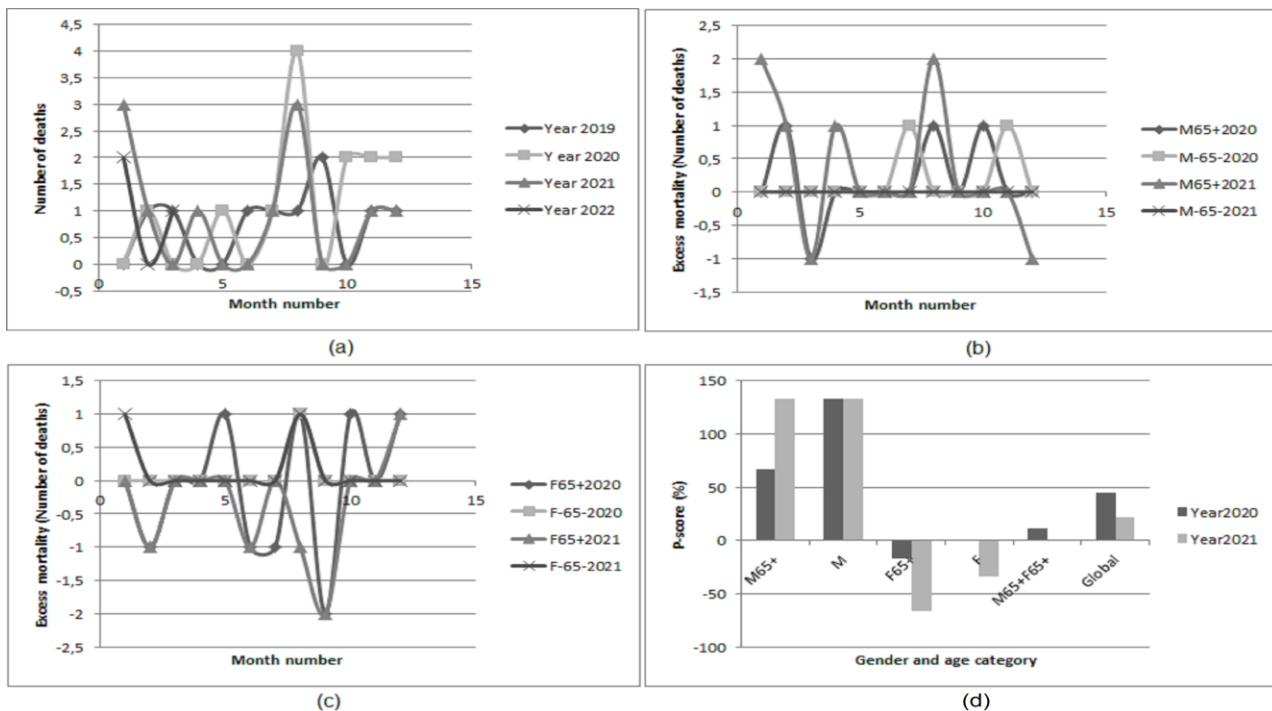 Number of deaths
4,5
4
3,5
3
2,5
2
1,5
1
0,5
0
-0,5
0
5
10
15
Month number
Year 2019
Y ear 2020
Year 2021
Year 2022
(a)
Excess mortality (Number of deaths)
2,5
2
1,5
1
0,5
0
-0,5
-1
-1,5
0
5
10
15
Month number
M65+2020
M-65-2020
M65+2021
M-65-2021
(b)
Excess mortality (Number of deaths)
1,5
1
0,5
0
-0,5
-1
-1,5
-2
-2,5
0
5
10
15
Month number
F65+2020
F-65-2020
F65+2021
F-65-2021
(c)
P-score (%)
150
100
50
0
-50
-100
M65+
M
F65+
F
M65+F65+
Global
Gender and age category
Year2020
Year2021
(d)